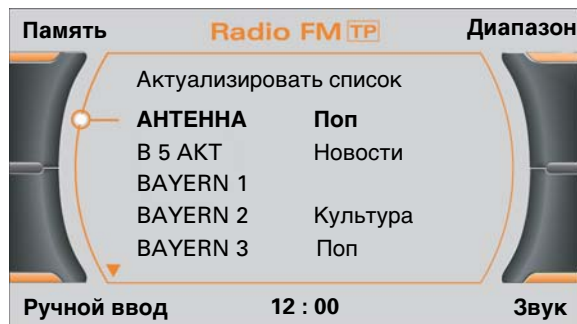 Память Radio FM TP Диапазон
Актуализировать список
АНТЕННА Поп
В 5 АКТ Новости
BAYERN 1
BAYERN 2 Культура
BAYERN 3 Поп
Ручной ввод 12 : 00 Звук